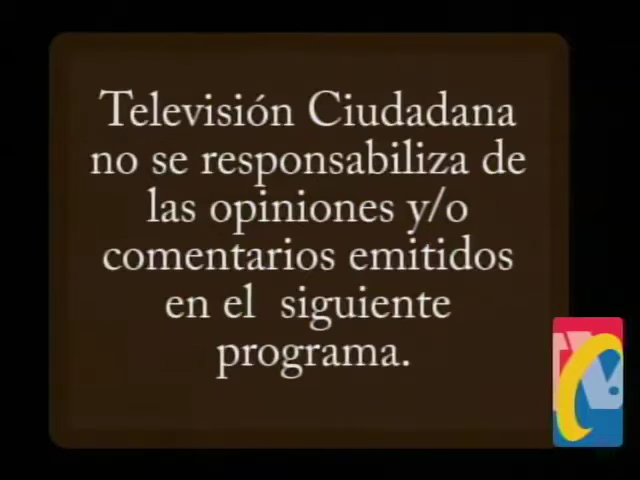 Televisión Ciudadana
no se responsabiliza de
las opiniones y/o
comentarios emitidos
en el siguiente
programa.